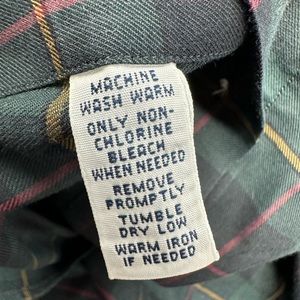 MACHINE
WASH WARM
ONLY NON-
CHLORINE
BLEACH
WHEN NEEDED
REMOVE
PROMPTLY
TUMBLE
DRY LOW
WARM IRON
IF NEEDED